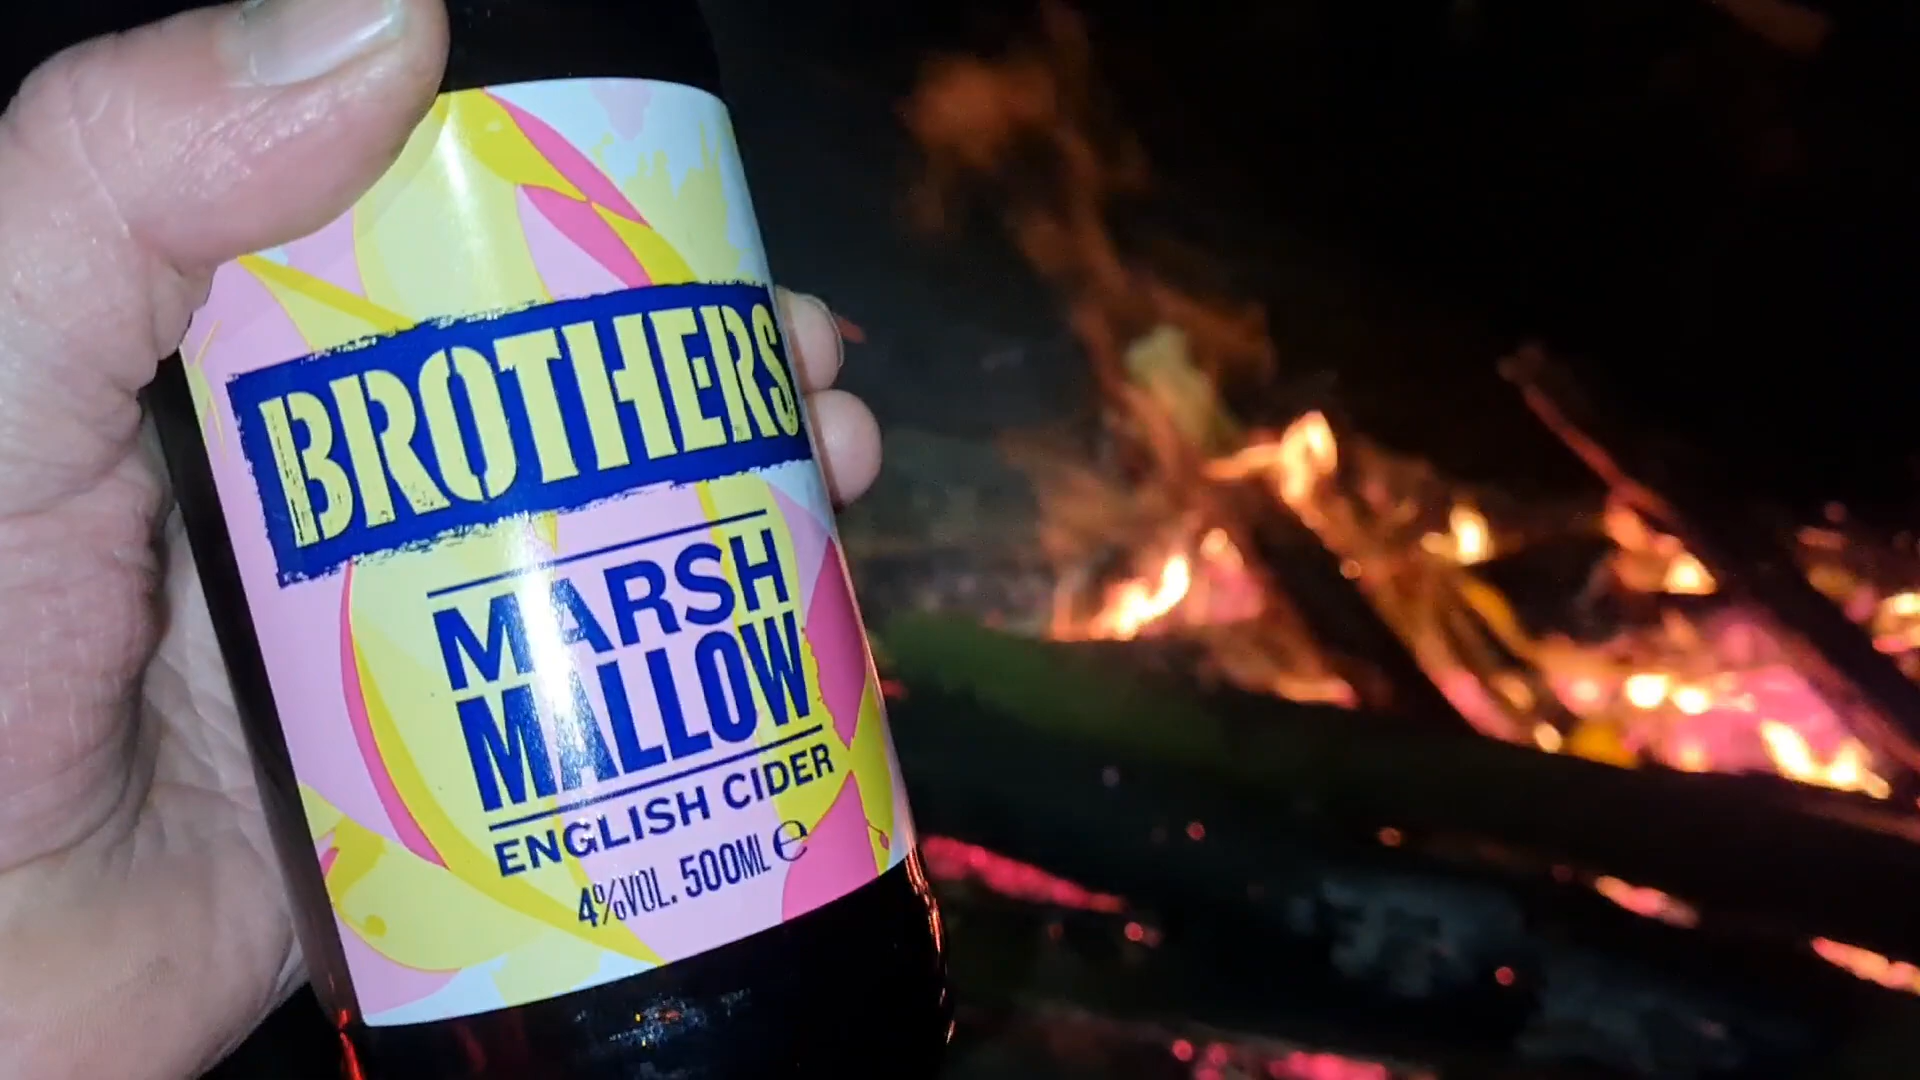 BROTHERS
MARSH
MALLOW
ENGLISH CIDER
4%VOL. 500ML ℮